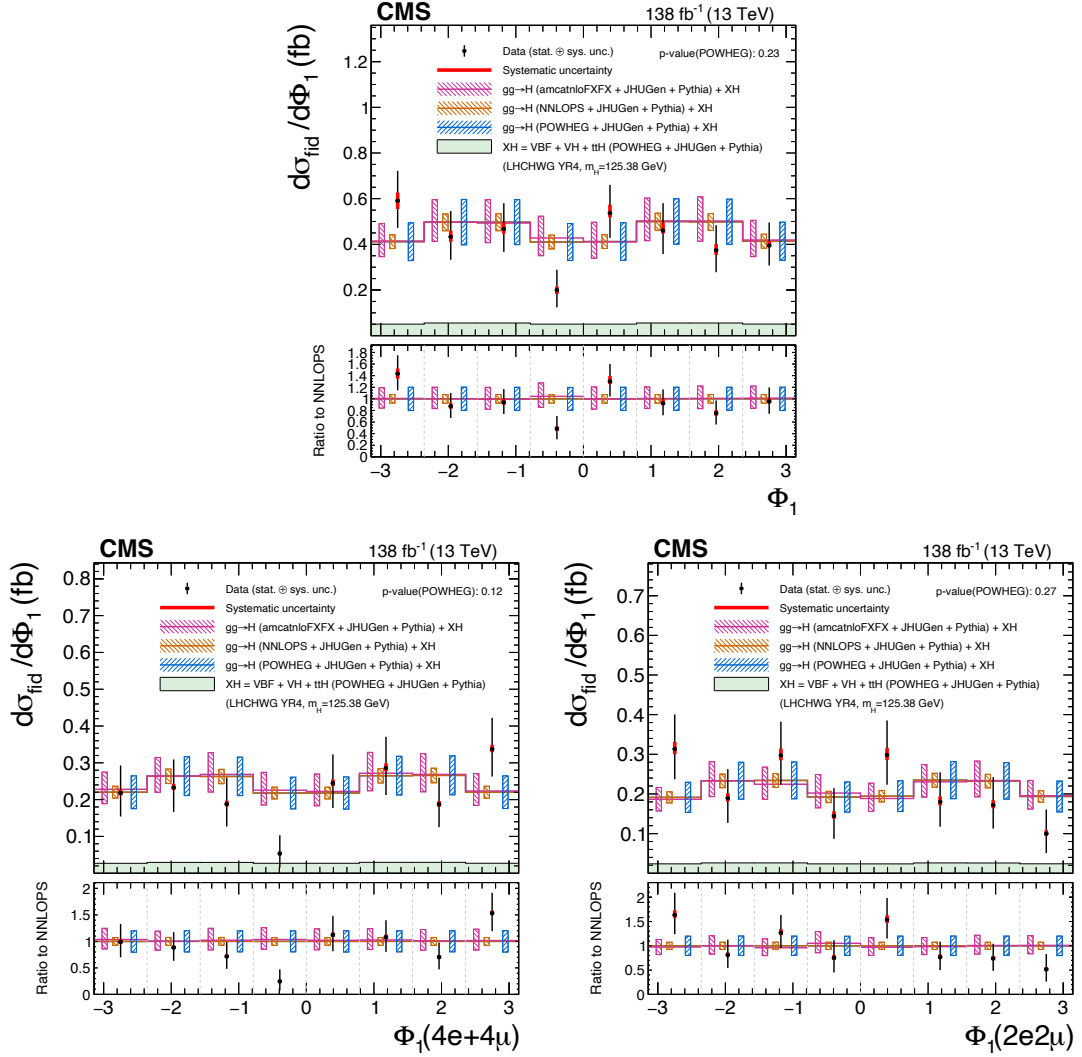 CMS 138 fb⁻¹ (13 TeV)
dσ_fid/dΦ₁ (fb)
Data (stat. ⊕ sys. unc.) p-value(POWHEG): 0.23
Systematic uncertainty
gg→H (amcatnloFXFX + JHUGen + Pythia) + XH
gg→H (NNLOPS + JHUGen + Pythia) + XH
gg→H (POWHEG + JHUGen + Pythia) + XH
XH = VBF + VH + ttH (POWHEG + JHUGen + Pythia)
(LHCHWG YR4, m_H=125.38 GeV)
1.2
1
0.8
0.6
0.4
0.2
Ratio to NNLOPS
1.8
1.6
1.4
1.2
1
0.8
0.6
0.4
0.2
0
−3 −2 −1 0 1 2 3
Φ₁
CMS 138 fb⁻¹ (13 TeV)
dσ_fid/dΦ₁ (fb)
Data (stat. ⊕ sys. unc.) p-value(POWHEG): 0.12
Systematic uncertainty
gg→H (amcatnloFXFX + JHUGen + Pythia) + XH
gg→H (NNLOPS + JHUGen + Pythia) + XH
gg→H (POWHEG + JHUGen + Pythia) + XH
XH = VBF + VH + ttH (POWHEG + JHUGen + Pythia)
(LHCHWG YR4, m_H=125.38 GeV)
0.8
0.7
0.6
0.5
0.4
0.3
0.2
0.1
Ratio to NNLOPS
2
1.5
1
0.5
0
−3 −2 −1 0 1 2 3
Φ₁(4e+4μ)
CMS 138 fb⁻¹ (13 TeV)
dσ_fid/dΦ₁ (fb)
Data (stat. ⊕ sys. unc.) p-value(POWHEG): 0.27
Systematic uncertainty
gg→H (amcatnloFXFX + JHUGen + Pythia) + XH
gg→H (NNLOPS + JHUGen + Pythia) + XH
gg→H (POWHEG + JHUGen + Pythia) + XH
XH = VBF + VH + ttH (POWHEG + JHUGen + Pythia)
(LHCHWG YR4, m_H=125.38 GeV)
0.7
0.6
0.5
0.4
0.3
0.2
0.1
Ratio to NNLOPS
2
1.5
1
0.5
0
−3 −2 −1 0 1 2 3
Φ₁(2e2μ)